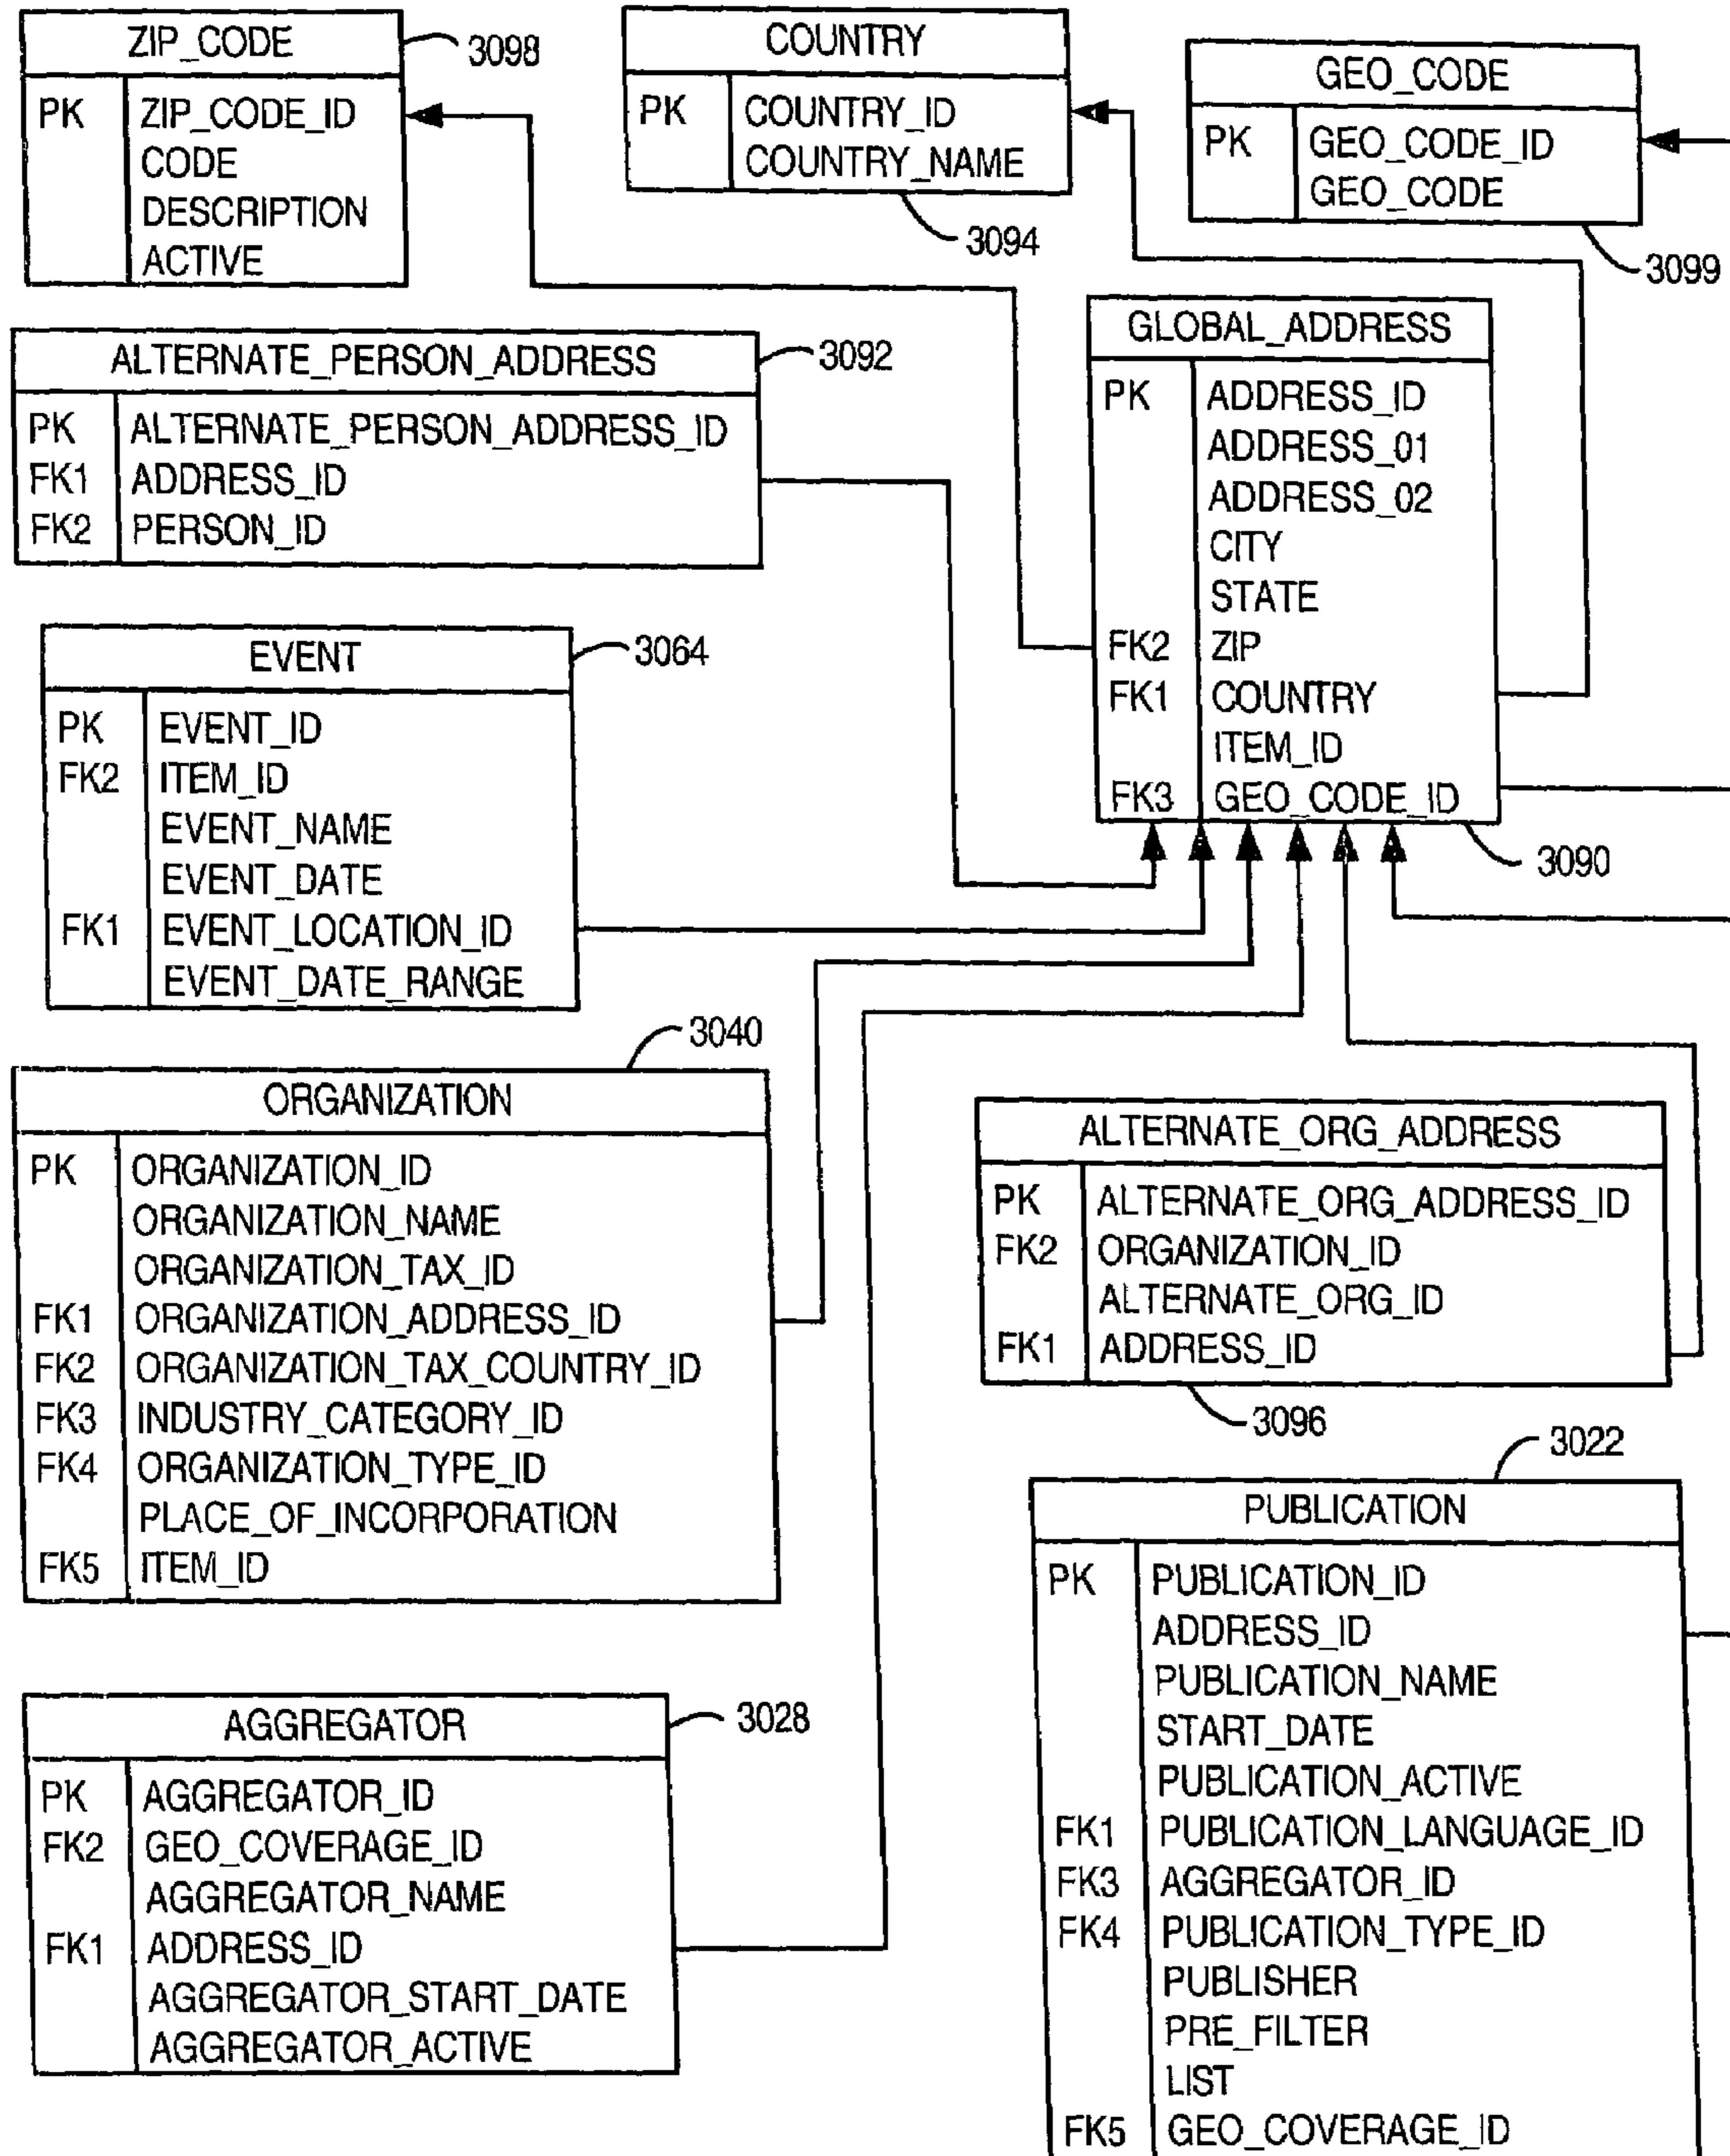 ZIP_CODE
3098
PK ZIP_CODE_ID
CODE
DESCRIPTION
ACTIVE
COUNTRY
PK COUNTRY_ID
COUNTRY_NAME
3094
GEO_CODE
PK GEO_CODE_ID
GEO_CODE
3099
ALTERNATE_PERSON_ADDRESS
3092
PK ALTERNATE_PERSON_ADDRESS_ID
FK1 ADDRESS_ID
FK2 PERSON_ID
GLOBAL_ADDRESS
PK ADDRESS_ID
ADDRESS_01
ADDRESS_02
CITY
STATE
FK2 ZIP
FK1 COUNTRY
ITEM_ID
FK3 GEO_CODE_ID
3090
EVENT
3064
PK EVENT_ID
FK2 ITEM_ID
EVENT_NAME
EVENT_DATE
FK1 EVENT_LOCATION_ID
EVENT_DATE_RANGE
3040
ORGANIZATION
PK ORGANIZATION_ID
ORGANIZATION_NAME
ORGANIZATION_TAX_ID
FK1 ORGANIZATION_ADDRESS_ID
FK2 ORGANIZATION_TAX_COUNTRY_ID
FK3 INDUSTRY_CATEGORY_ID
FK4 ORGANIZATION_TYPE_ID
PLACE_OF_INCORPORATION
FK5 ITEM_ID
ALTERNATE_ORG_ADDRESS
PK ALTERNATE_ORG_ADDRESS_ID
FK2 ORGANIZATION_ID
ALTERNATE_ORG_ID
FK1 ADDRESS_ID
3096
3022
PUBLICATION
PK PUBLICATION_ID
ADDRESS_ID
PUBLICATION_NAME
START_DATE
PUBLICATION_ACTIVE
FK1 PUBLICATION_LANGUAGE_ID
FK3 AGGREGATOR_ID
FK4 PUBLICATION_TYPE_ID
PUBLISHER
PRE_FILTER
LIST
FK5 GEO_COVERAGE_ID
AGGREGATOR
3028
PK AGGREGATOR_ID
FK2 GEO_COVERAGE_ID
AGGREGATOR_NAME
FK1 ADDRESS_ID
AGGREGATOR_START_DATE
AGGREGATOR_ACTIVE